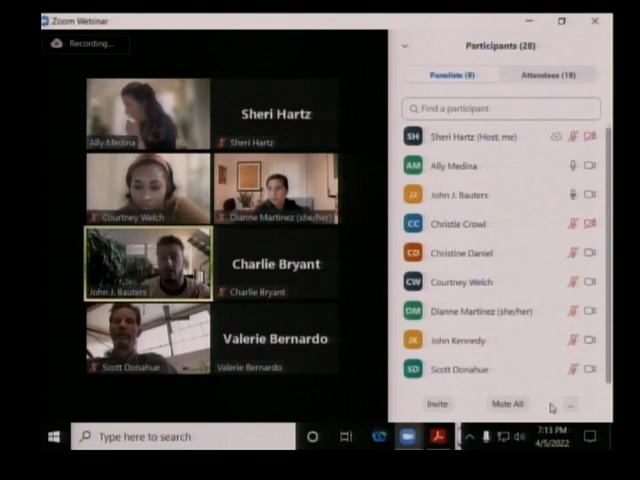 Zoom Webinar
Recording...
Participants (28)
Panelists (9)
Attendees (19)
Find a participant
Ally Medina
Sheri Hartz
Sheri Hartz
Courtney Welch
Dianne Martinez (she/her)
John J. Bauters
Charlie Bryant
Charlie Bryant
Scott Donahue
Valerie Bernardo
Valerie Bernardo
SH Sheri Hartz (Host, me)
AM Ally Medina
John J. Bauters
CC Christie Crowl
CD Christine Daniel
CW Courtney Welch
DM Dianne Martinez (she/her)
JK John Kennedy
SD Scott Donahue
Invite
Mute All
...
Type here to search
7:13 PM
4/5/2022